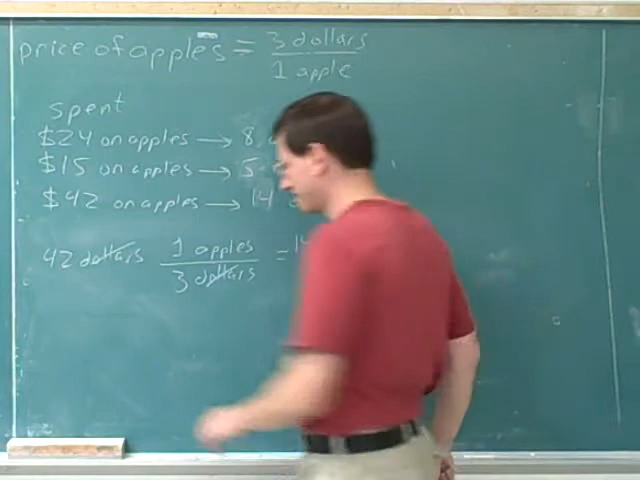 price of apples = 3 dollars / 1 apple
spent
$24 on apples → 8
$15 on apples → 5
$42 on apples → 14
42 dollars 1 apples / 3 dollars =